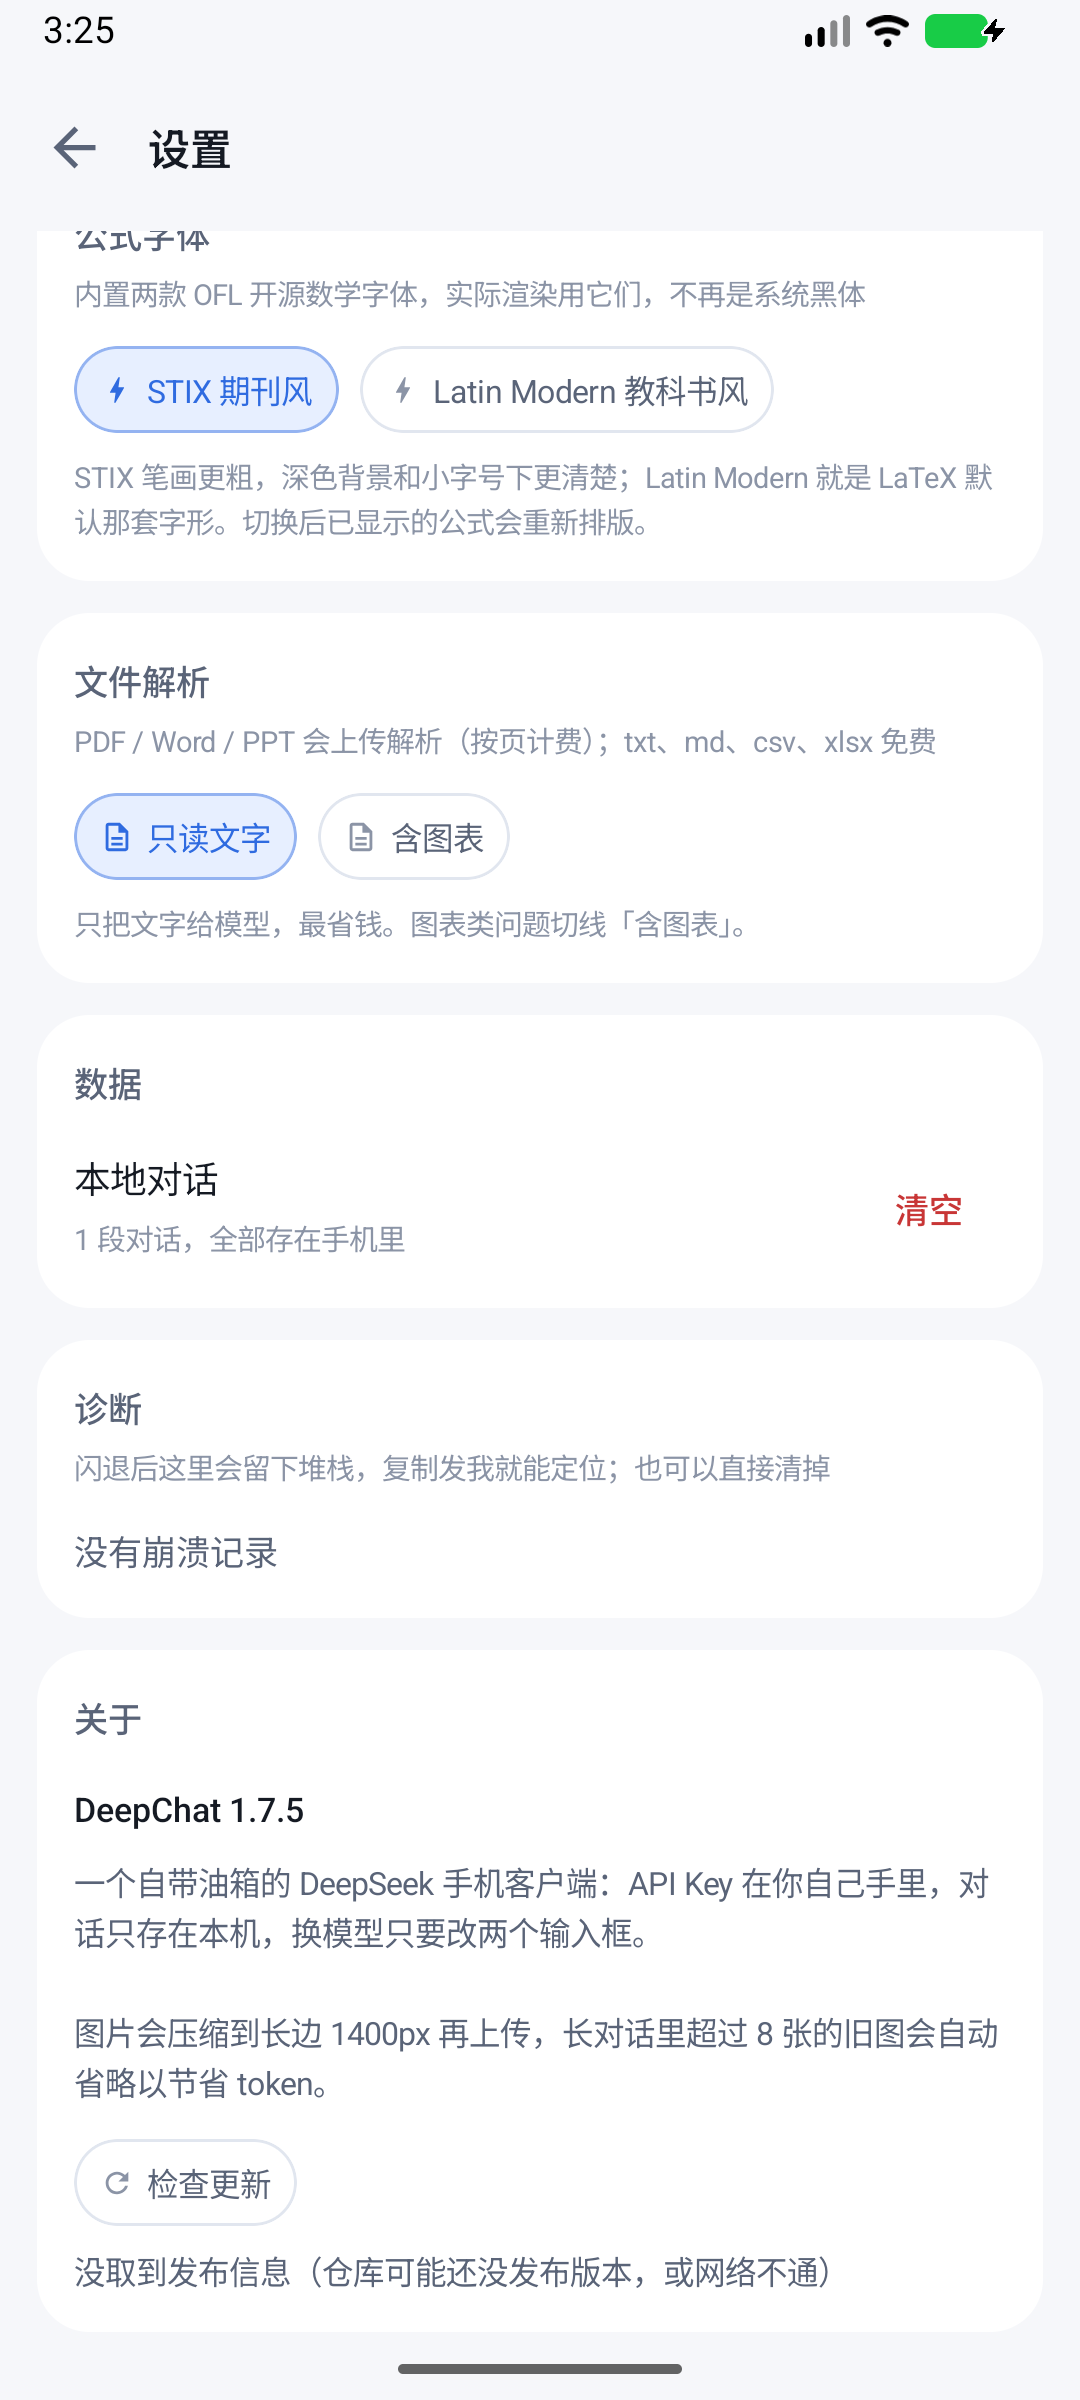 3:25
设置
公式字体
内置两款 OFL 开源数学字体，实际渲染用它们，不再是系统黑体
STIX 期刊风
Latin Modern 教科书风
STIX 笔画更粗，深色背景和小字号下更清楚；Latin Modern 就是 LaTeX 默
认那套字形。切换后已显示的公式会重新排版。
文件解析
PDF / Word / PPT 会上传解析（按页计费）；txt、md、csv、xlsx 免费
只读文字
含图表
只把文字给模型，最省钱。图表类问题切线「含图表」。
数据
本地对话
1 段对话，全部存在手机里
清空
诊断
闪退后这里会留下堆栈，复制发我就能定位；也可以直接清掉
没有崩溃记录
关于
DeepChat 1.7.5
一个自带油箱的 DeepSeek 手机客户端：API Key 在你自己手里，对
话只存在本机，换模型只要改两个输入框。
图片会压缩到长边 1400px 再上传，长对话里超过 8 张的旧图会自动
省略以节省 token。
检查更新
没取到发布信息（仓库可能还没发布版本，或网络不通）